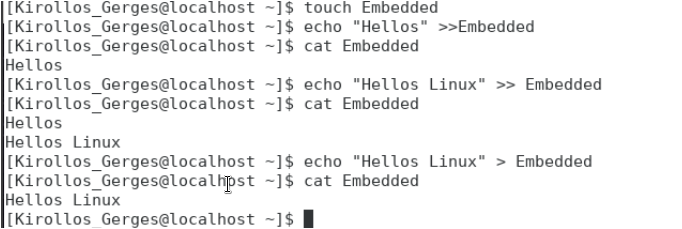 [Kirollos_Gerges@localhost ~]$ touch Embedded
[Kirollos_Gerges@localhost ~]$ echo "Hellos" >>Embedded
[Kirollos_Gerges@localhost ~]$ cat Embedded
Hellos
[Kirollos_Gerges@localhost ~]$ echo "Hellos Linux" >> Embedded
[Kirollos_Gerges@localhost ~]$ cat Embedded
Hellos
Hellos Linux
[Kirollos_Gerges@localhost ~]$ echo "Hellos Linux" > Embedded
[Kirollos_Gerges@localhost ~]$ cat Embedded
Hellos Linux
[Kirollos_Gerges@localhost ~]$